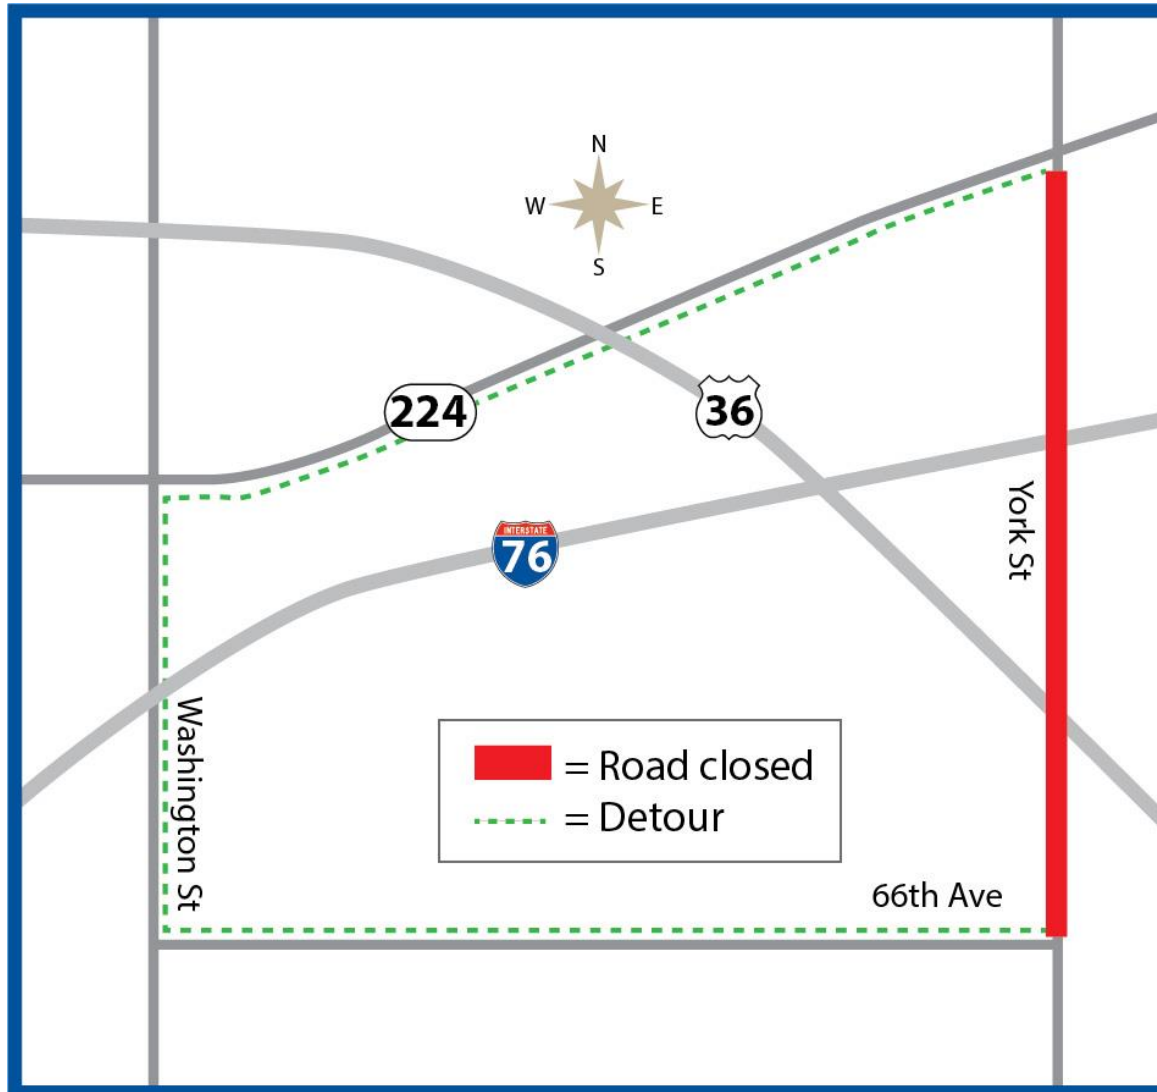 N
W
E
S
224
36
INTERSTATE
76
York St
Washington St
= Road closed
= Detour
66th Ave